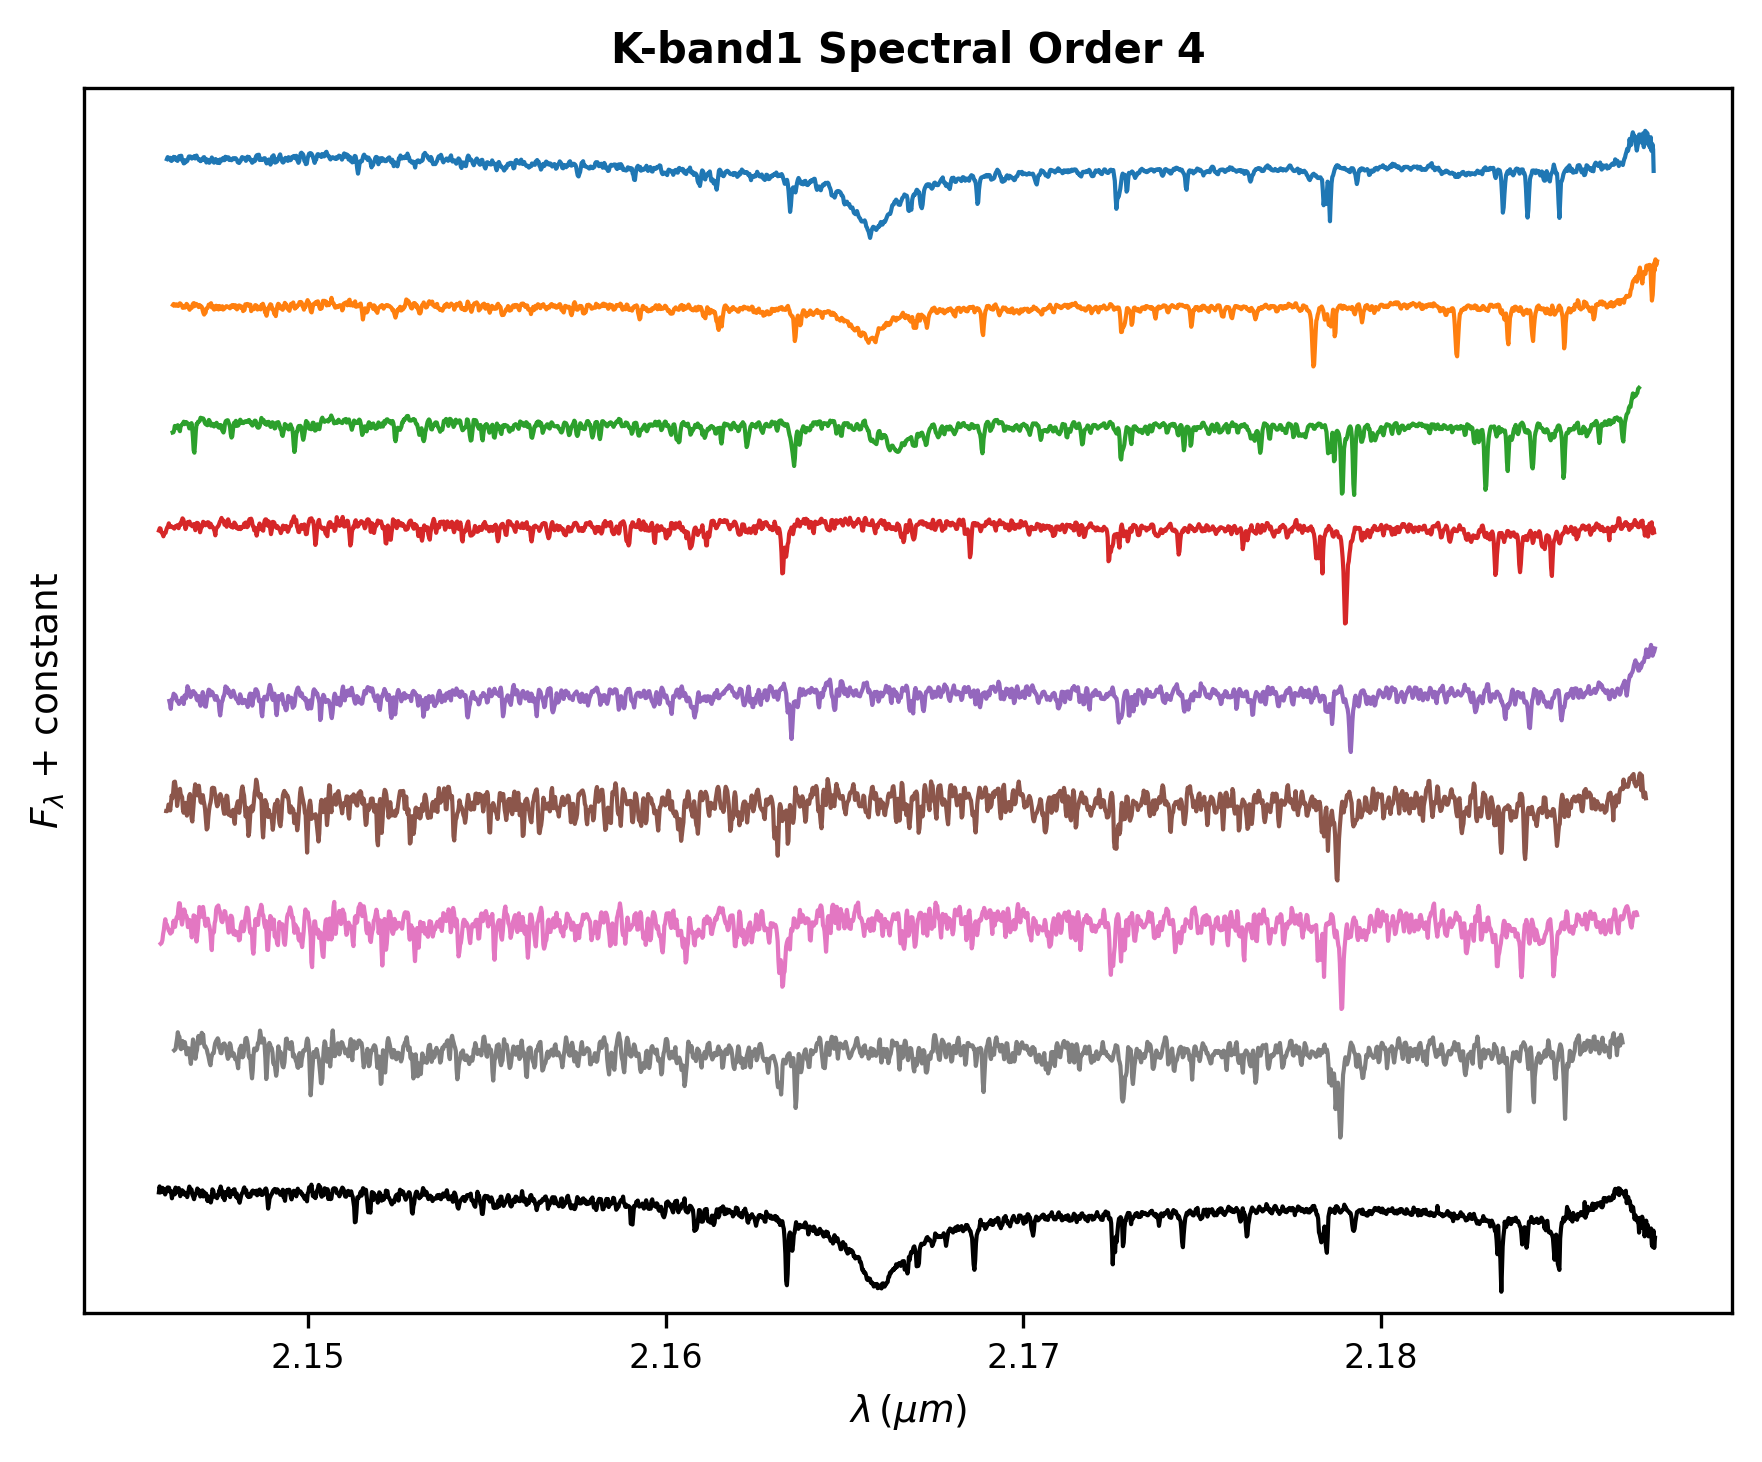 K-band1 Spectral Order 4
F_λ + constant
2.15 2.16 2.17 2.18
λ (μm)